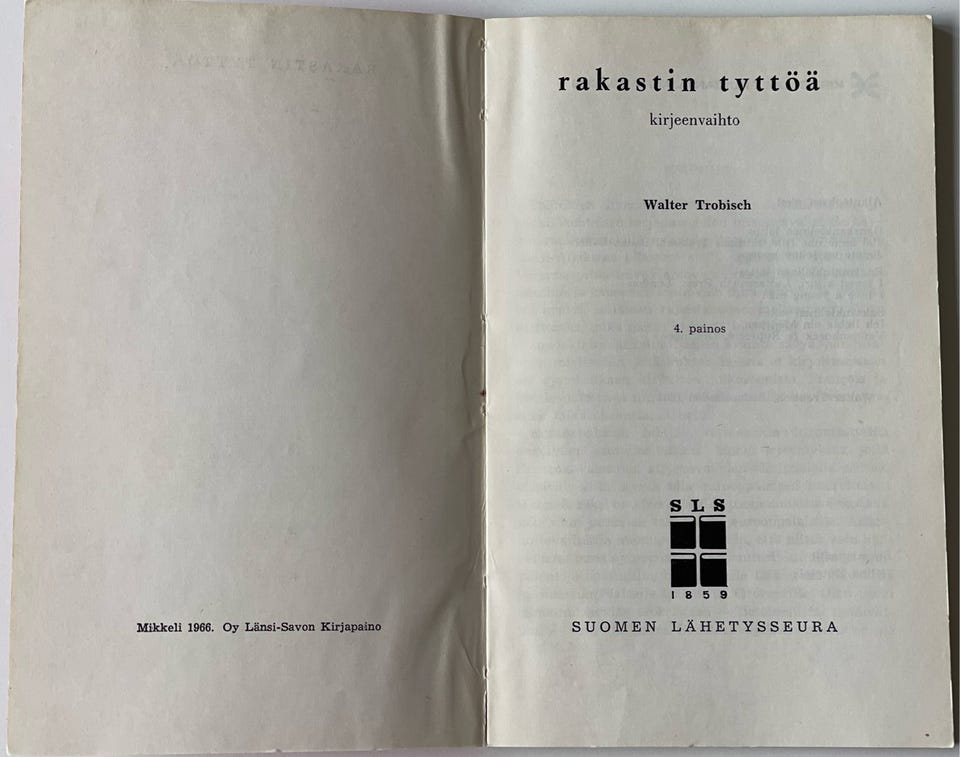 Mikkeli 1966. Oy Länsi-Savon Kirjapaino
rakastin tyttöä
kirjeenvaihto
Walter Trobisch
4. painos
SLS
1859
SUOMEN LÄHETYSSEURA